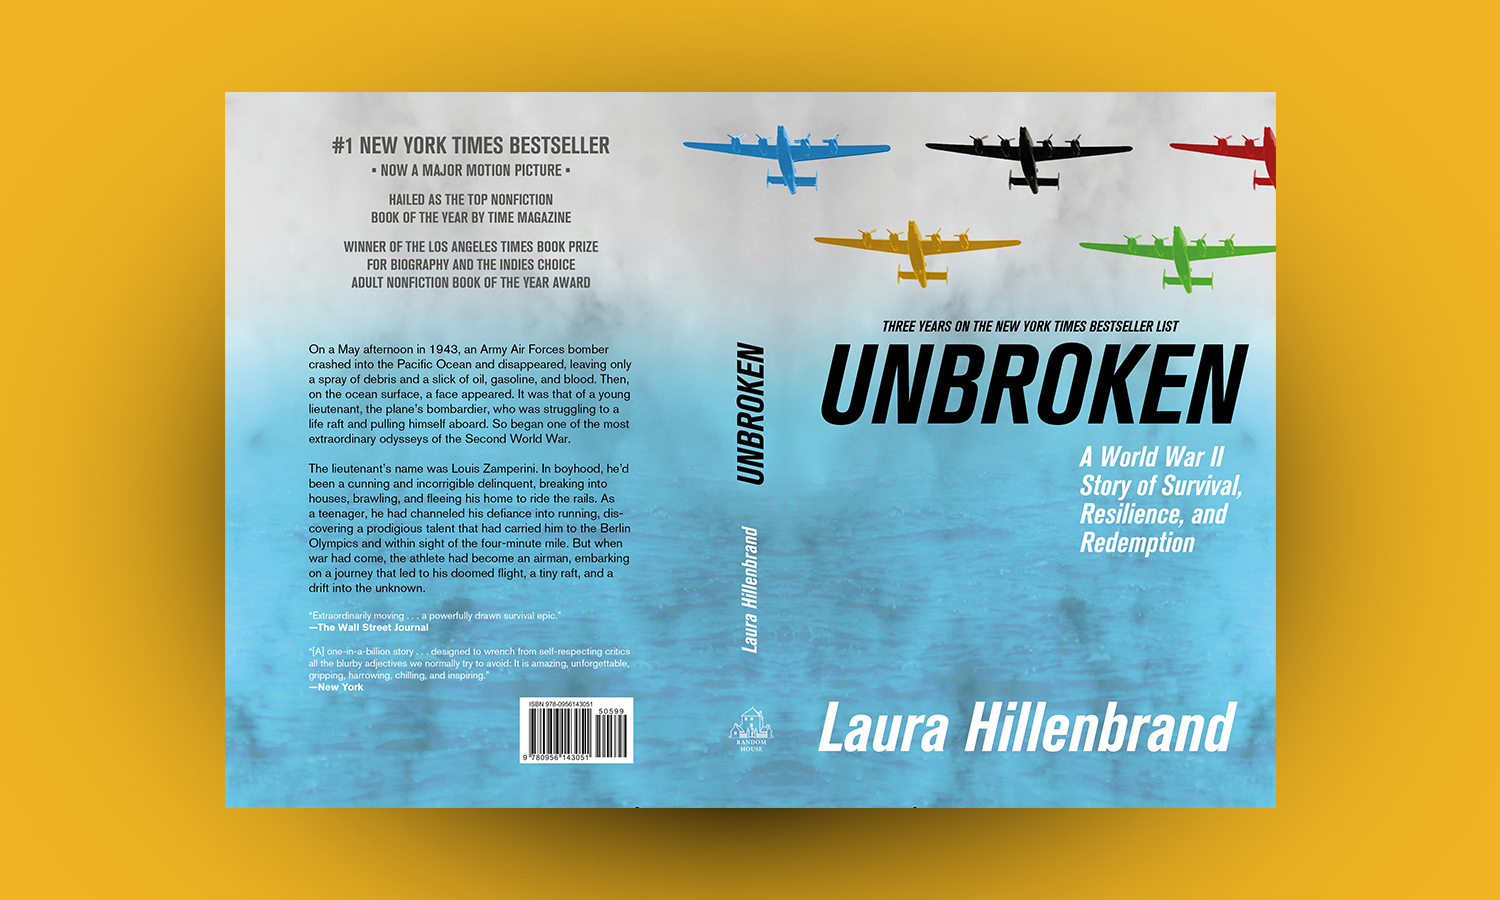 #1 NEW YORK TIMES BESTSELLER
• NOW A MAJOR MOTION PICTURE •
HAILED AS THE TOP NONFICTION
BOOK OF THE YEAR BY TIME MAGAZINE
WINNER OF THE LOS ANGELES TIMES BOOK PRIZE
FOR BIOGRAPHY AND THE INDIES CHOICE
ADULT NONFICTION BOOK OF THE YEAR AWARD
On a May afternoon in 1943, an Army Air Forces bomber
crashed into the Pacific Ocean and disappeared, leaving only
a spray of debris and a slick of oil, gasoline, and blood. Then,
on the ocean surface, a face appeared. It was that of a young
lieutenant, the plane's bombardier, who was struggling to a
life raft and pulling himself aboard. So began one of the most
extraordinary odysseys of the Second World War.
The lieutenant's name was Louis Zamperini. In boyhood, he'd
been a cunning and incorrigible delinquent, breaking into
houses, brawling, and fleeing his home to ride the rails. As
a teenager, he had channeled his defiance into running, dis-
covering a prodigious talent that had carried him to the Berlin
Olympics and within sight of the four-minute mile. But when
war had come, the athlete had become an airman, embarking
on a journey that led to his doomed flight, a tiny raft, and a
drift into the unknown.
"Extraordinarily moving . . . a powerfully drawn survival epic."
—The Wall Street Journal
"[A] one-in-a-billion story . . . designed to wrench from self-respecting critics
all the blurby adjectives we normally try to avoid: It is amazing, unforgettable,
gripping, harrowing, chilling, and inspiring."
—New York
ISBN 978-0956143051
50599
9 780956 143051
UNBROKEN
Laura Hillenbrand
RANDOM
HOUSE
THREE YEARS ON THE NEW YORK TIMES BESTSELLER LIST
UNBROKEN
A World War II
Story of Survival,
Resilience, and
Redemption
Laura Hillenbrand